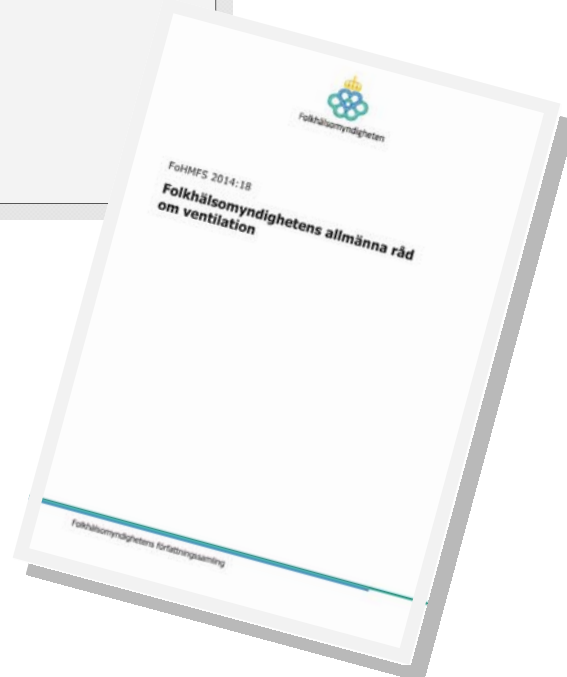 Folkhälsomyndigheten
FoHMFS 2014:18
Folkhälsomyndighetens allmänna råd
om ventilation
Folkhälsomyndighetens författningssamling